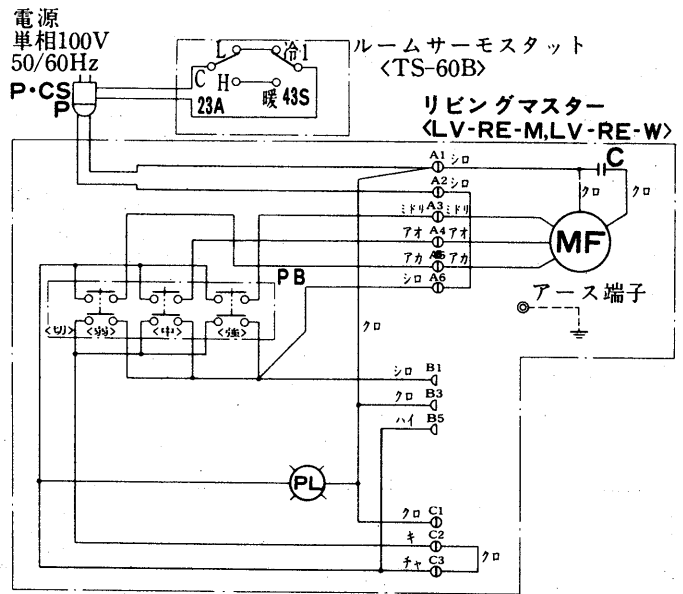 電源
単相100V
50/60Hz
P・CS
P
L 冷1
C H 暖 43S
23A
ルームサーモスタット
〈TS-60B〉
リビングマスター
〈LV-RE-M,LV-RE-W〉
A1 シロ
C
A2 シロ
クロ クロ
ミドリ A3 ミドリ
アオ A4 アオ
MF
アカ A5 アカ
PB
シロ A6
アース端子
〈切〉 〈弱〉 〈中〉 〈強〉
クロ
シロ B1
クロ B3
ハイ B5
PL
クロ C1
キ C2
クロ
チャ C3